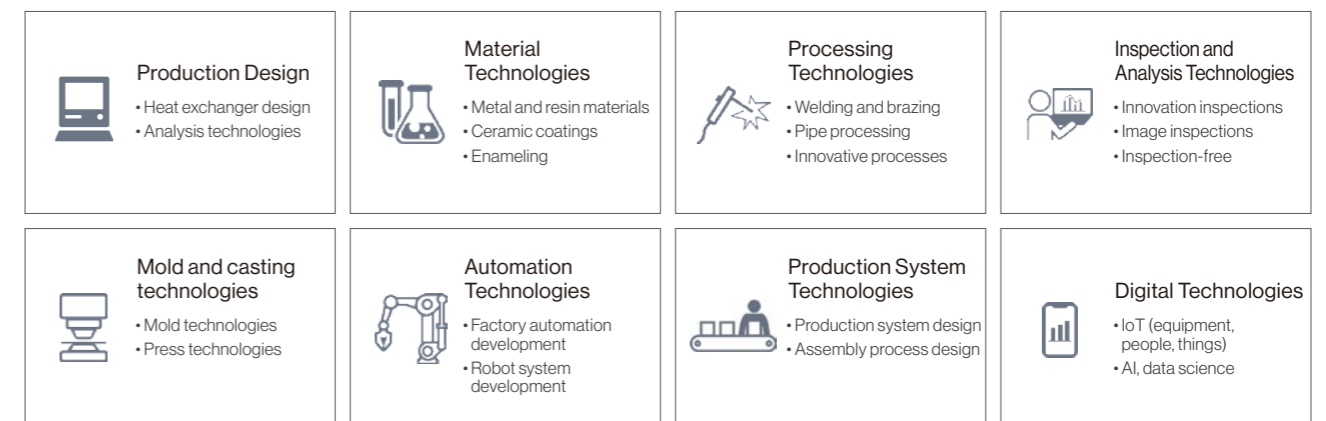 Production Design
• Heat exchanger design
• Analysis technologies
Material
Technologies
• Metal and resin materials
• Ceramic coatings
• Enameling
Processing
Technologies
• Welding and brazing
• Pipe processing
• Innovative processes
Inspection and
Analysis Technologies
• Innovation inspections
• Image inspections
• Inspection-free
Mold and casting
technologies
• Mold technologies
• Press technologies
Automation
Technologies
• Factory automation
development
• Robot system
development
Production System
Technologies
• Production system design
• Assembly process design
Digital Technologies
• IoT (equipment,
people, things)
• AI, data science